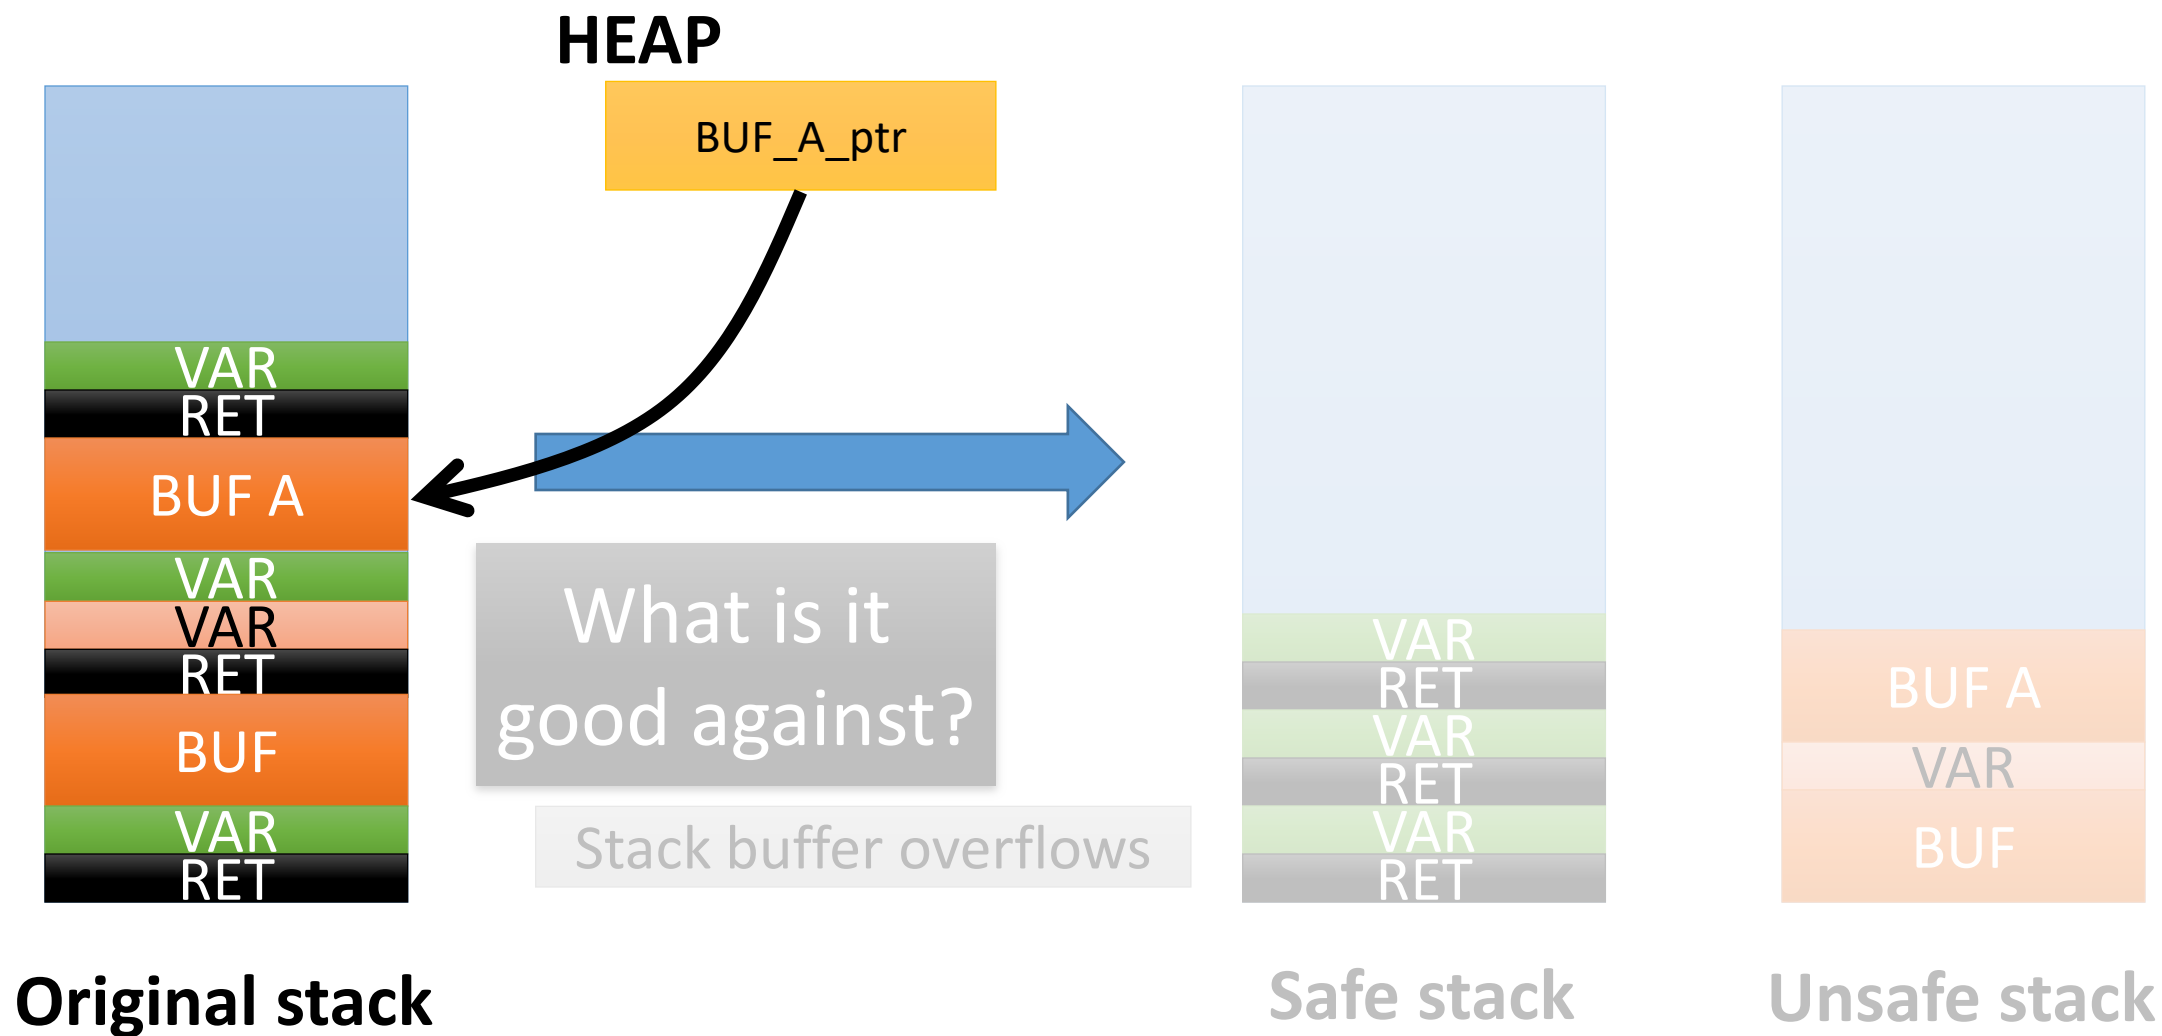 HEAP
BUF_A_ptr
VAR
RET
BUF A
VAR
VAR
RET
BUF
VAR
RET
Original stack
What is it
good against?
Stack buffer overflows
VAR
RET
VAR
RET
VAR
RET
Safe stack
BUF A
VAR
BUF
Unsafe stack